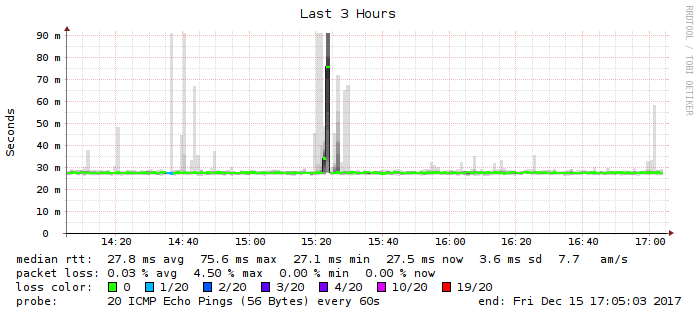 Last 3 Hours
RRDTOOL / TOBI OETIKER
Seconds
90 m
80 m
70 m
60 m
50 m
40 m
30 m
20 m
10 m
0
14:20 14:40 15:00 15:20 15:40 16:00 16:20 16:40 17:00
median rtt: 27.8 ms avg 75.6 ms max 27.1 ms min 27.5 ms now 3.6 ms sd 7.7 am/s
packet loss: 0.03 % avg 4.50 % max 0.00 % min 0.00 % now
loss color: 0 1/20 2/20 3/20 4/20 10/20 19/20
probe: 20 ICMP Echo Pings (56 Bytes) every 60s end: Fri Dec 15 17:05:03 2017